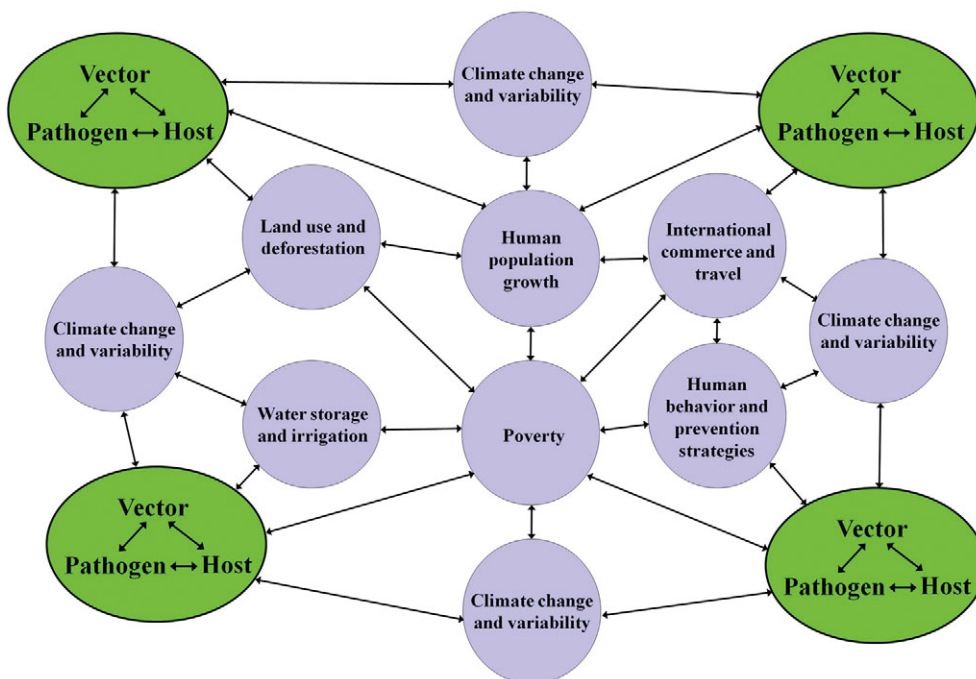 Vector
Pathogen Host
Climate change
and variability
Vector
Pathogen Host
Land use and
deforestation
Human
population
growth
International
commerce and
travel
Climate change
and variability
Climate change
and variability
Water storage
and irrigation
Poverty
Human
behavior and
prevention
strategies
Vector
Pathogen Host
Climate change
and variability
Vector
Pathogen Host